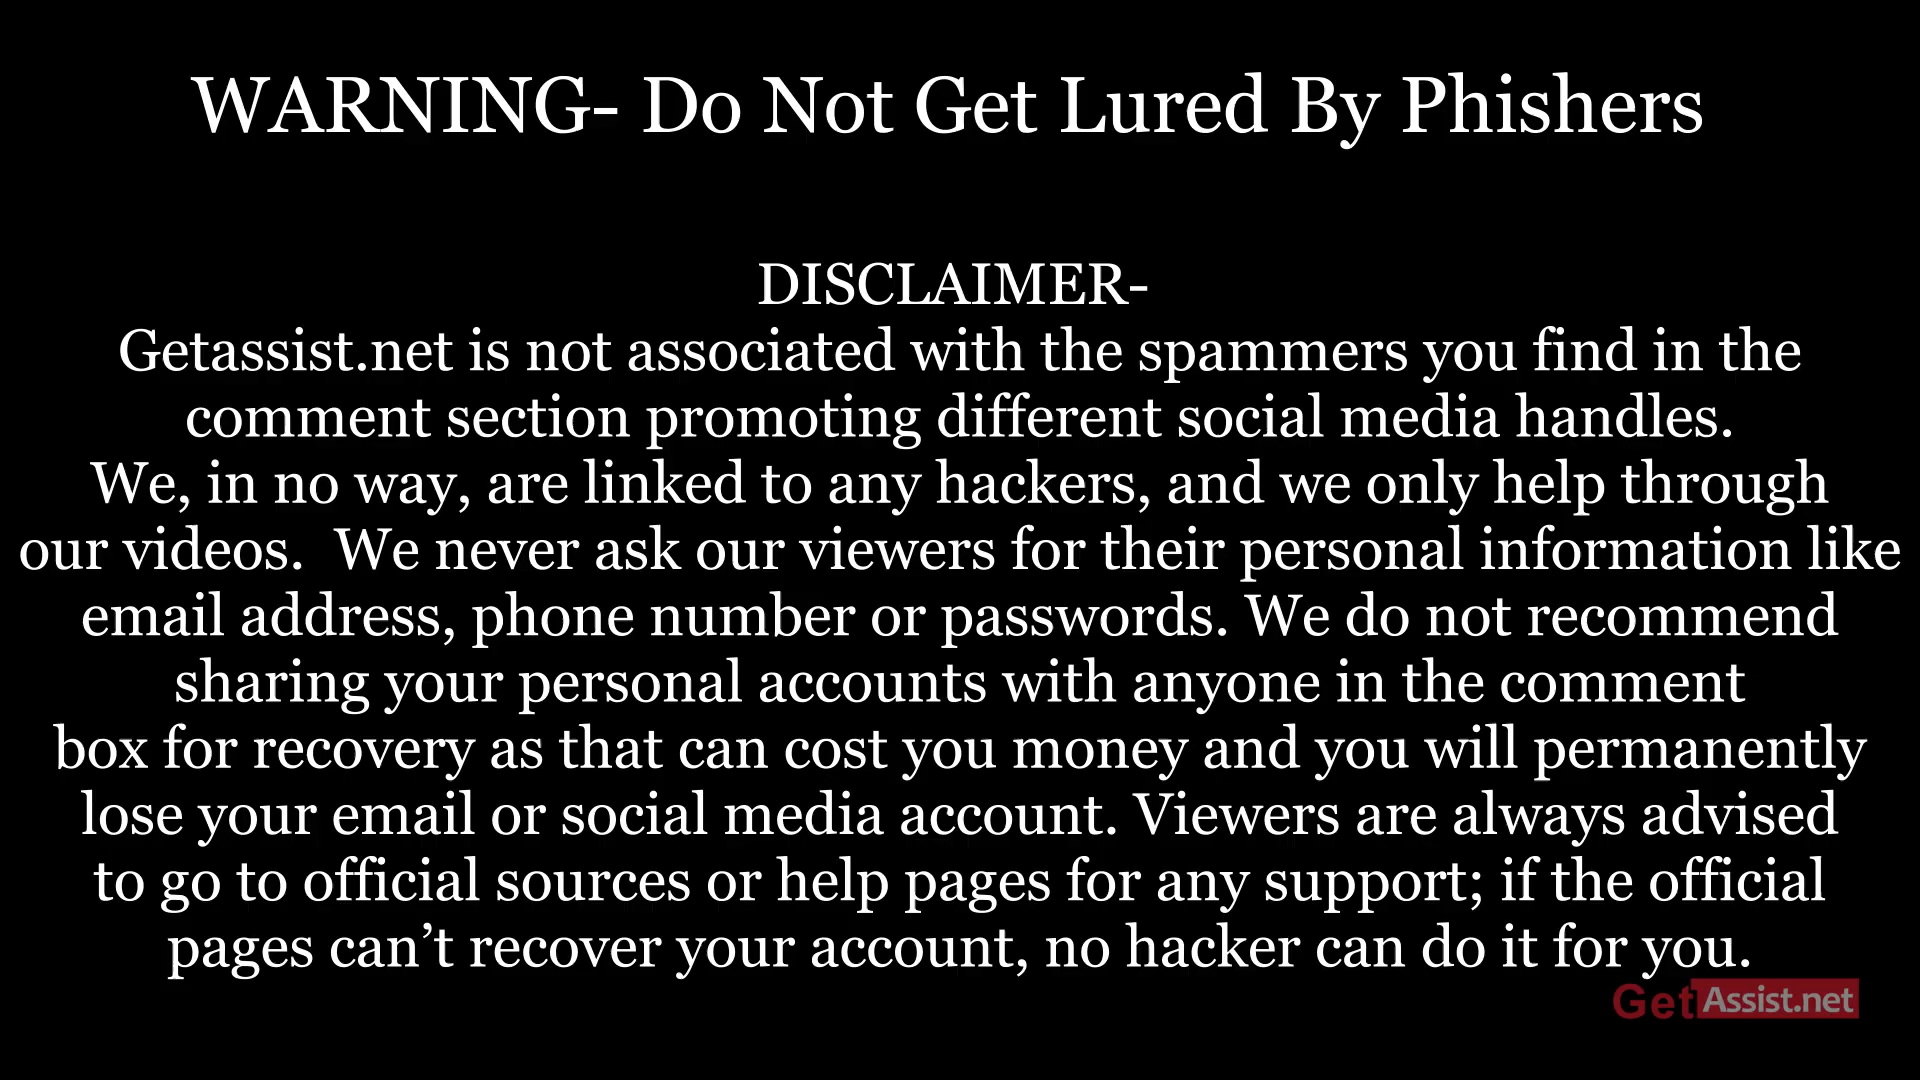 WARNING- Do Not Get Lured By Phishers
DISCLAIMER-
Getassist.net is not associated with the spammers you find in the
comment section promoting different social media handles.
We, in no way, are linked to any hackers, and we only help through
our videos.  We never ask our viewers for their personal information like
email address, phone number or passwords. We do not recommend
sharing your personal accounts with anyone in the comment
box for recovery as that can cost you money and you will permanently
lose your email or social media account. Viewers are always advised
to go to official sources or help pages for any support; if the official
pages can’t recover your account, no hacker can do it for you.
GetAssist.net